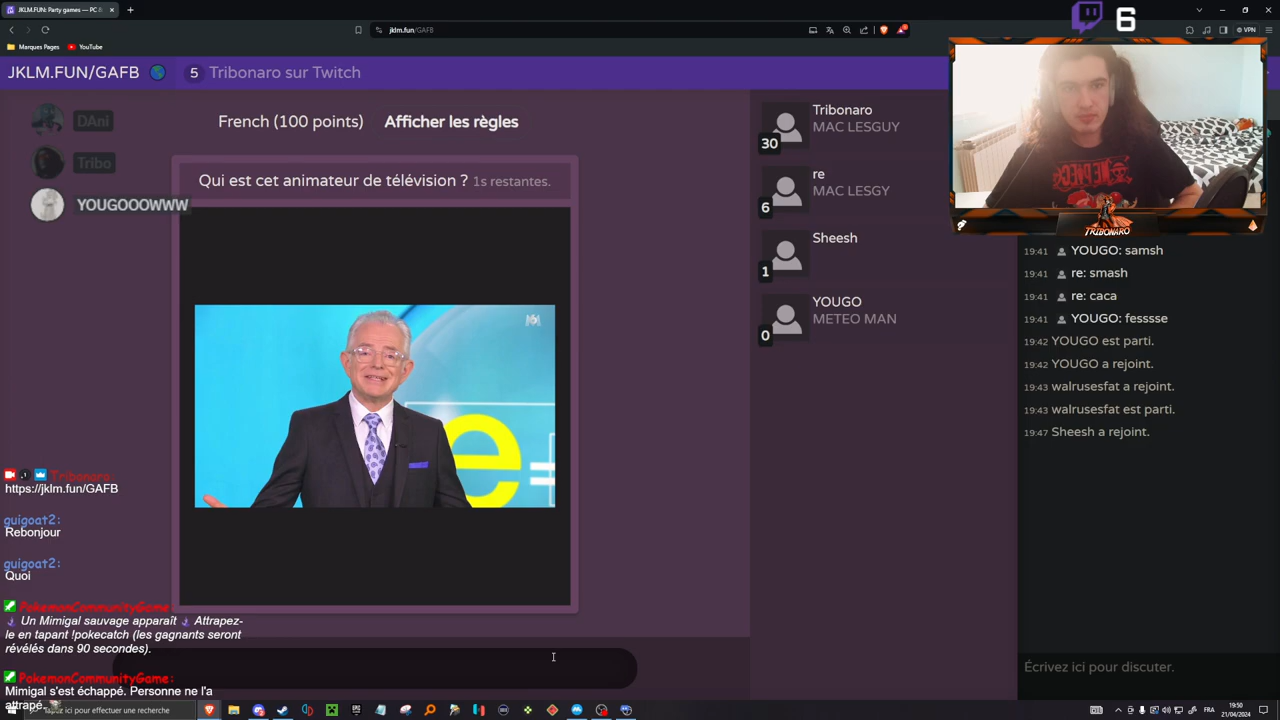 JKLM.FUN: Party games — PC &
jklm.fun/GAFB
VPN
Marques Pages
YouTube
6
JKLM.FUN/GAFB
5 Tribonaro sur Twitch
DAni
Tribo
YOUGOOOWWW
French (100 points)
Afficher les règles
Qui est cet animateur de télévision ? 1s restantes.
M6
e
Tribonaro
MAC LESGUY
30
re
MAC LESGY
6
Sheesh
1
YOUGO
METEO MAN
0
TRIBONARO
19:41 YOUGO: samsh
19:41 re: smash
19:41 re: caca
19:41 YOUGO: fesssse
19:42 YOUGO est parti.
19:42 YOUGO a rejoint.
19:43 walrusesfat a rejoint.
19:43 walrusesfat est parti.
19:47 Sheesh a rejoint.
Écrivez ici pour discuter.
Tribonaro:
https://jklm.fun/GAFB
guigoat2:
Rebonjour
guigoat2:
Quoi
PokemonCommunityGame
Un Mimigal sauvage apparaît Attrapez-
le en tapant !pokecatch (les gagnants seront
révélés dans 90 secondes).
PokemonCommunityGame:
Mimigal s'est échappé. Personne ne l'a
attrapé.
Tapez ici pour effectuer une recherche
FRA
19:50
21/04/2024